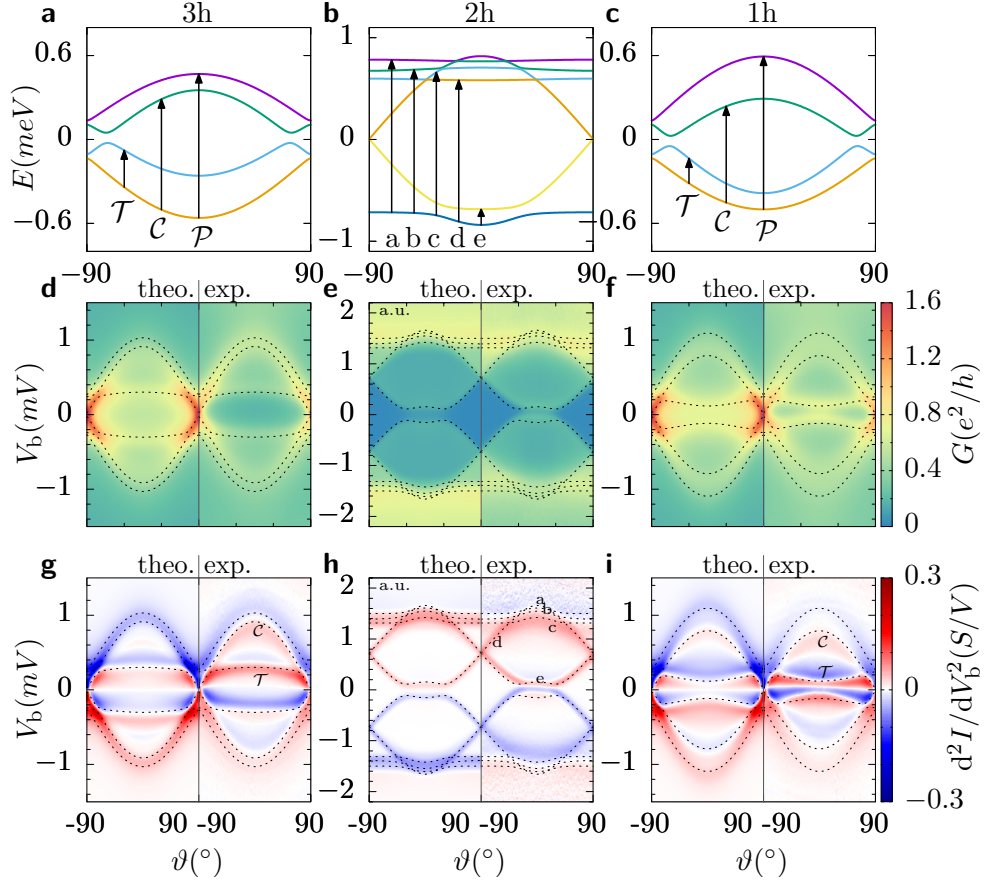 a 3h b 2h c 1h
E(meV)
0.6 1 0.6
0 0 0
−0.6 −1 −0.6
𝒯 𝒞 𝒫 a b c d e 𝒯 𝒞 𝒫
−90 90 −90 90 −90 90
d theo. exp. e theo. exp. f theo. exp.
a.u.
V_b(mV)
1 2 1
1
0 0 0
−1
−1 −2 −1
1.6
1.2
0.8
0.4
0
G(e²/h)
g theo. exp. h theo. exp. i theo. exp.
a.u.
V_b(mV)
1 2 1
1
0 0 0
−1
−1 −2 −1
𝒞 𝒯 a b c d e 𝒞 𝒯
0.3
0
−0.3
d²I/dV_b²(S/V)
-90 90 -90 90 -90 90 -90 90 -90 90 -90 90
ϑ(°) ϑ(°) ϑ(°)